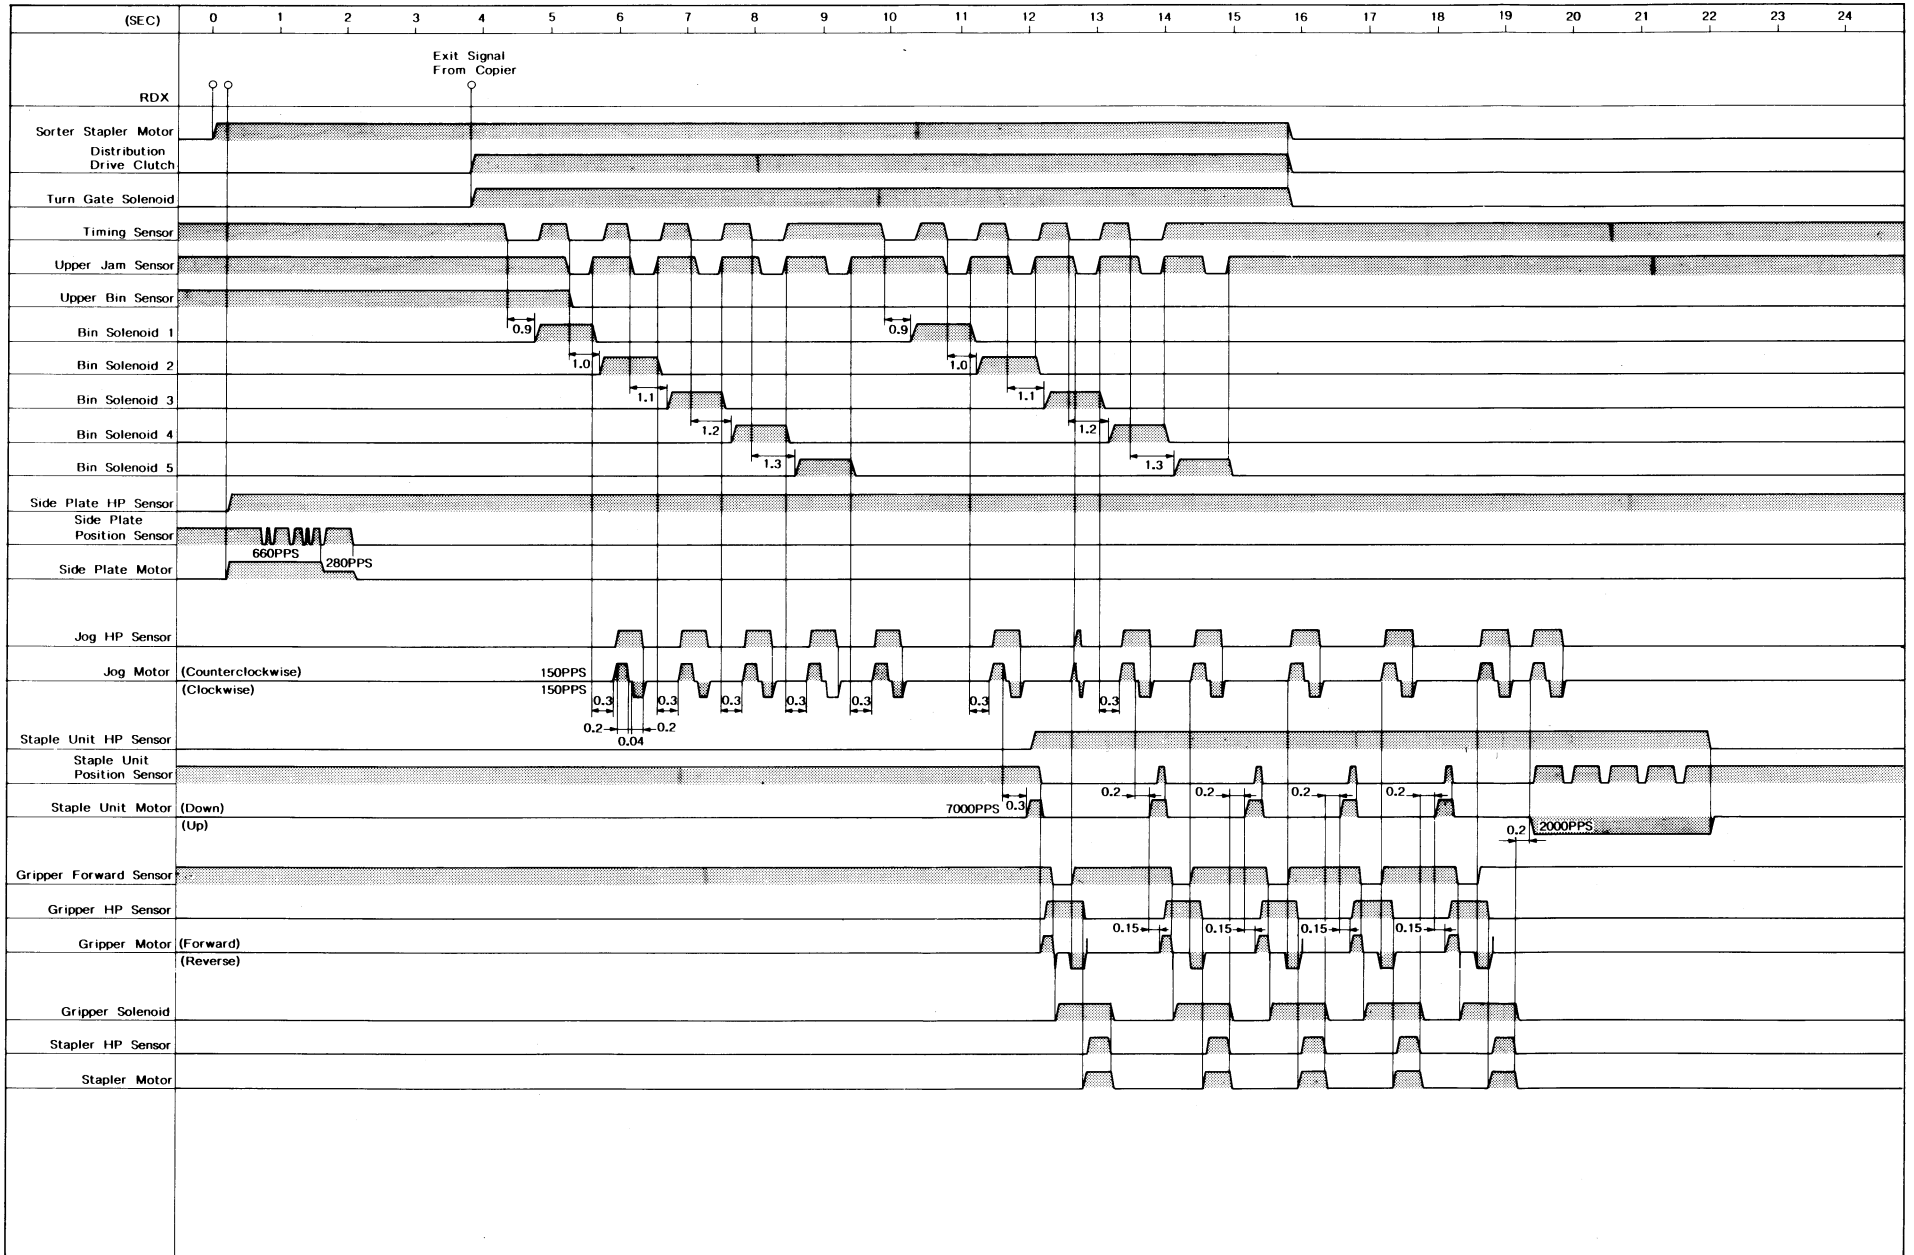 (SEC) 0 1 2 3 4 5 6 7 8 9 10 11 12 13 14 15 16 17 18 19 20 21 22 23 24
Exit Signal
From Copier
RDX
Sorter Stapler Motor
Distribution
Drive Clutch
Turn Gate Solenoid
Timing Sensor
Upper Jam Sensor
Upper Bin Sensor
Bin Solenoid 1 0.9 0.9
Bin Solenoid 2 1.0 1.0
Bin Solenoid 3 1.1 1.1
Bin Solenoid 4 1.2 1.2
Bin Solenoid 5 1.3 1.3
Side Plate HP Sensor
Side Plate
Position Sensor
660PPS
Side Plate Motor 280PPS
Jog HP Sensor
Jog Motor (Counterclockwise) 150PPS
(Clockwise) 150PPS
0.3 0.3 0.3 0.3 0.3 0.3 0.3
0.2 0.2
0.04
Staple Unit HP Sensor
Staple Unit
Position Sensor
0.2 0.2 0.2 0.2
Staple Unit Motor (Down) 7000PPS 0.3
(Up) 0.2 2000PPS
Gripper Forward Sensor
Gripper HP Sensor
0.15 0.15 0.15 0.15
Gripper Motor (Forward)
(Reverse)
Gripper Solenoid
Stapler HP Sensor
Stapler Motor